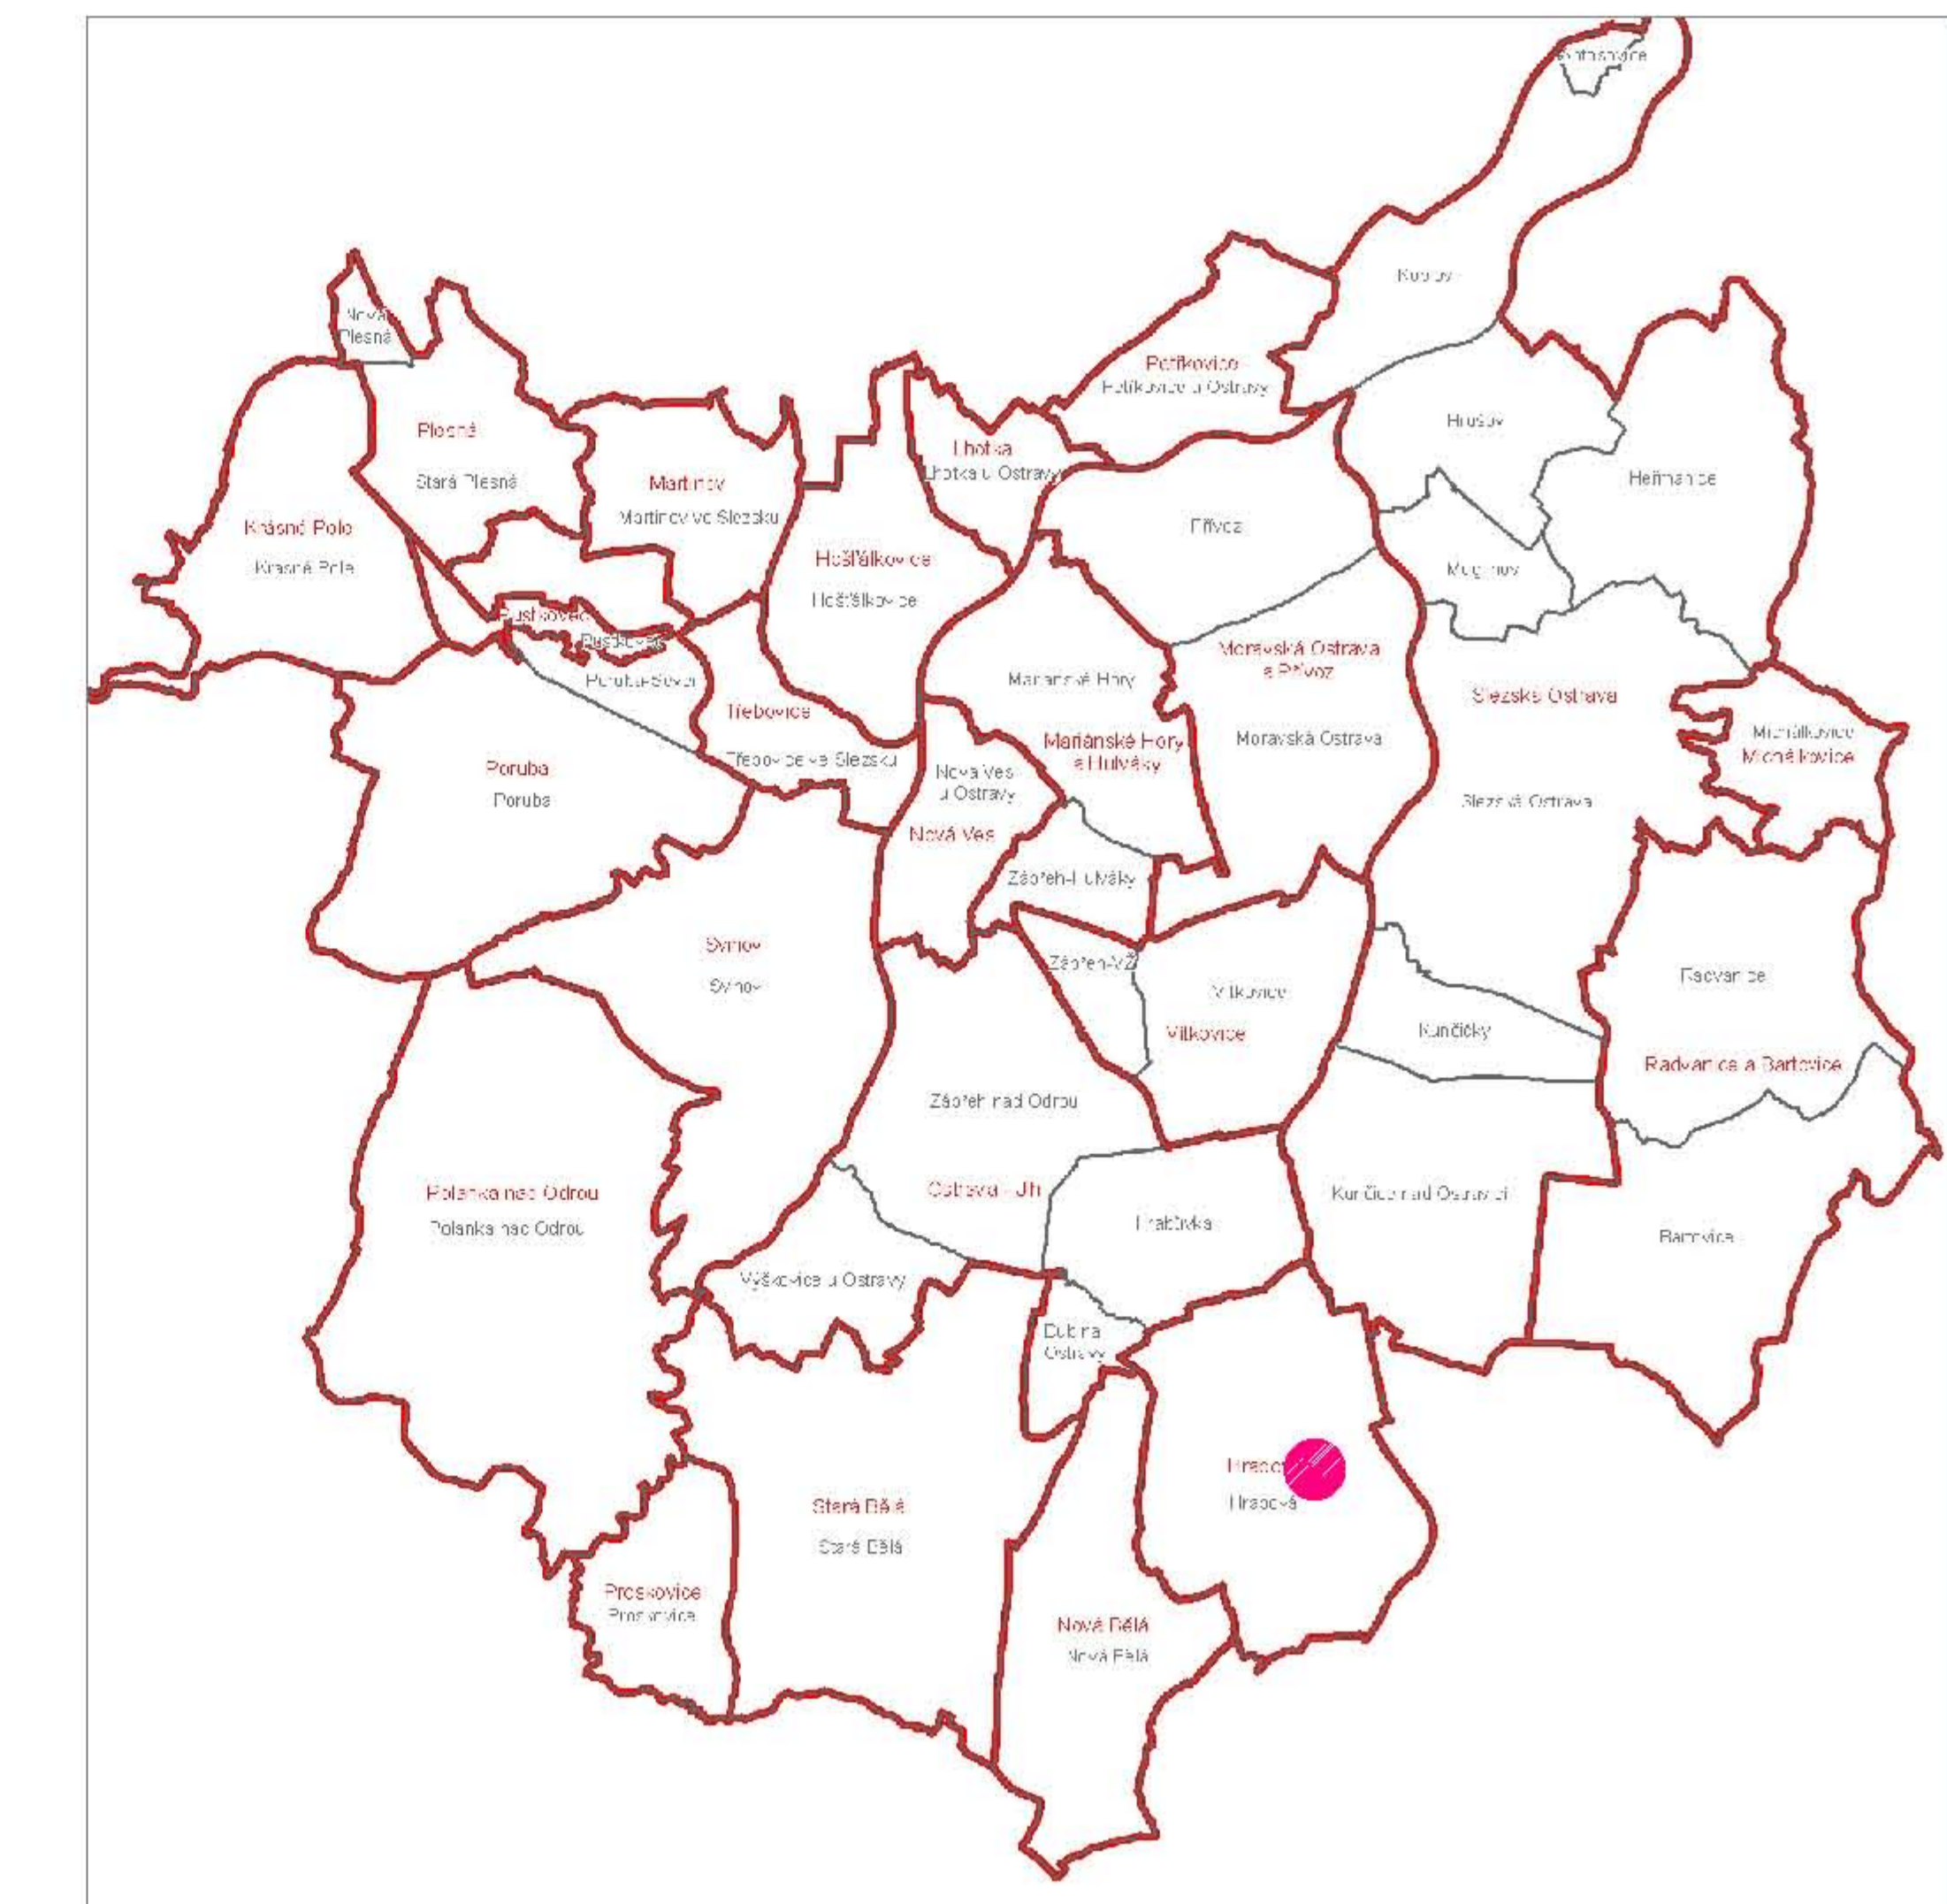 Antošovice
Koblov
Nová
Plesná
Petřkovice
Petřkovice u Ostravy
Hrušov
Plesná
Lhotka
Stará Plesná
Lhotka u Ostravy
Martinov
Heřmanice
Martinov ve Slezsku
Krásné Pole
Přívoz
Krásné Pole
Hošťálkovice
Muglinov
Hošťálkovice
Pustkovec
Pustkovec
Moravská Ostrava
a Přívoz
Poruba-Sever
Mariánské Hory
Slezská Ostrava
Třebovice
Michálkovice
Mariánské Hory
a Hulváky
Moravská Ostrava
Michálkovice
Třebovice ve Slezsku
Poruba
Nová Ves
u Ostravy
Poruba
Slezská Ostrava
Nová Ves
Zábřeh-Hulváky
Svinov
Zábřeh-VŽ
Radvanice
Svinov
Vítkovice
Vítkovice
Kunčičky
Radvanice a Bartovice
Zábřeh nad Odrou
Ostrava - Jih
Polanka nad Odrou
Kunčice nad Ostravicí
Polanka nad Odrou
Hrabůvka
Bartovice
Výškovice u Ostravy
Dubina
Ostravy
Hrabo
Hrabová
Stará Bělá
Stará Bělá
Proskovice
Proskovice
Nová Bělá
Nová Bělá